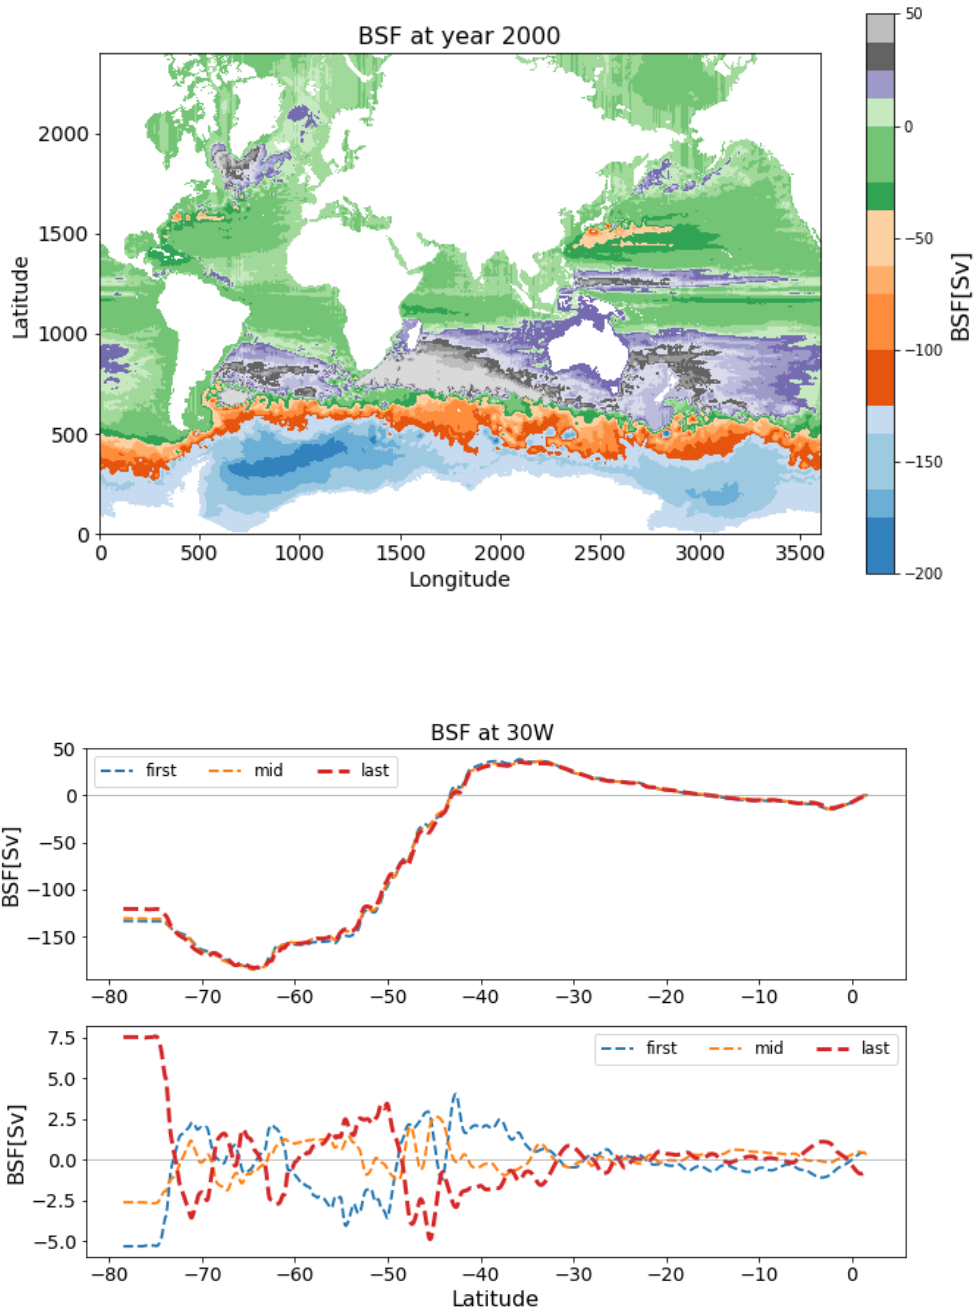 BSF at year 2000
50
2000
0
1500
−50
Latitude
BSF[Sv]
1000
−100
500
−150
0
0 500 1000 1500 2000 2500 3000 3500
−200
Longitude
BSF at 30W
50
first mid last
0
−50
BSF[Sv]
−100
−150
−80 −70 −60 −50 −40 −30 −20 −10 0
7.5
first mid last
5.0
2.5
BSF[Sv]
0.0
−2.5
−5.0
−80 −70 −60 −50 −40 −30 −20 −10 0
Latitude